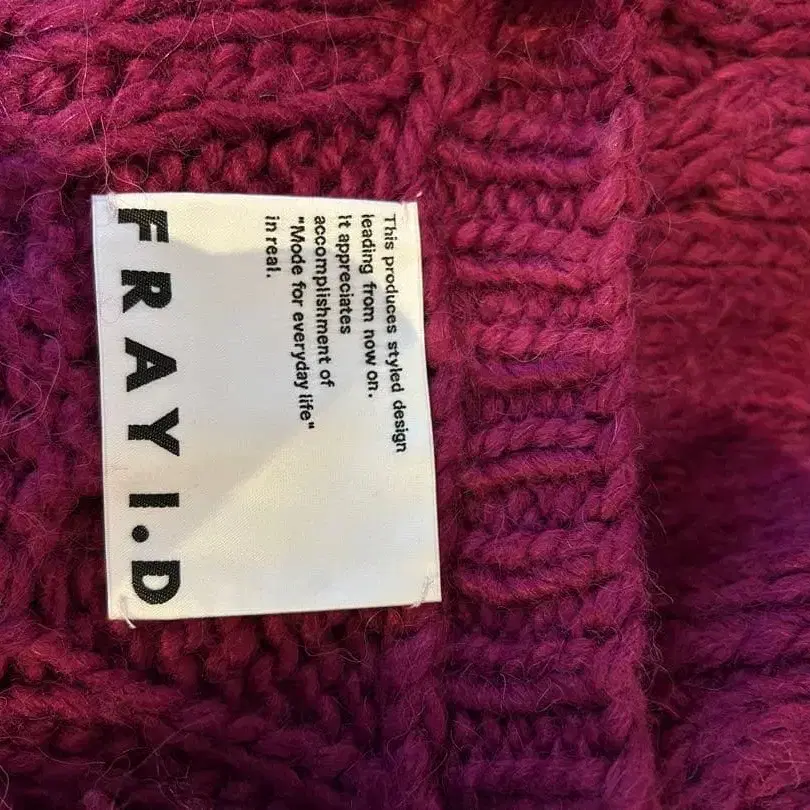 This produces styled design
leading from now on.
It appreciates
accomplishment of
"Mode for everyday life"
in real.
FRAY I.D